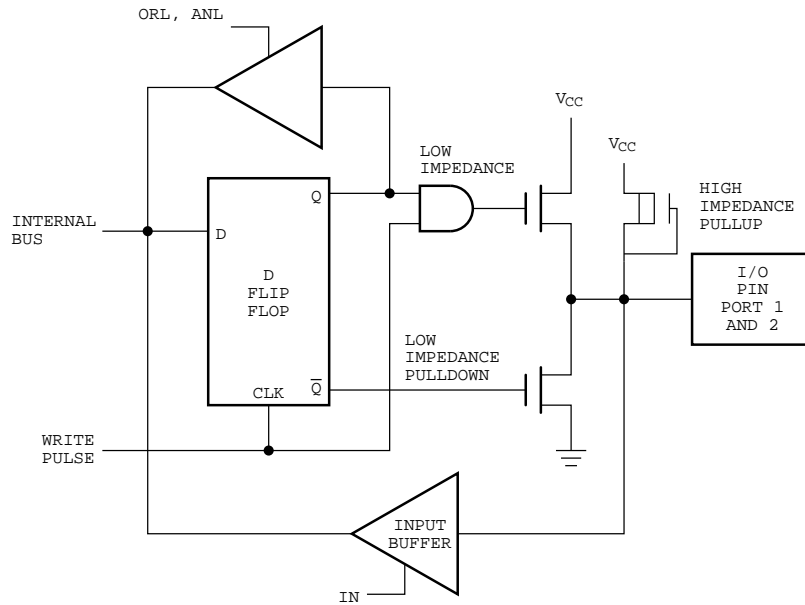 ORL, ANL
VCC
LOW
IMPEDANCE
VCC
HIGH
IMPEDANCE
PULLUP
INTERNAL
BUS
D
Q
D
FLIP
FLOP
I/O
PIN
PORT 1
AND 2
LOW
IMPEDANCE
PULLDOWN
CLK
Q̅
WRITE
PULSE
INPUT
BUFFER
IN